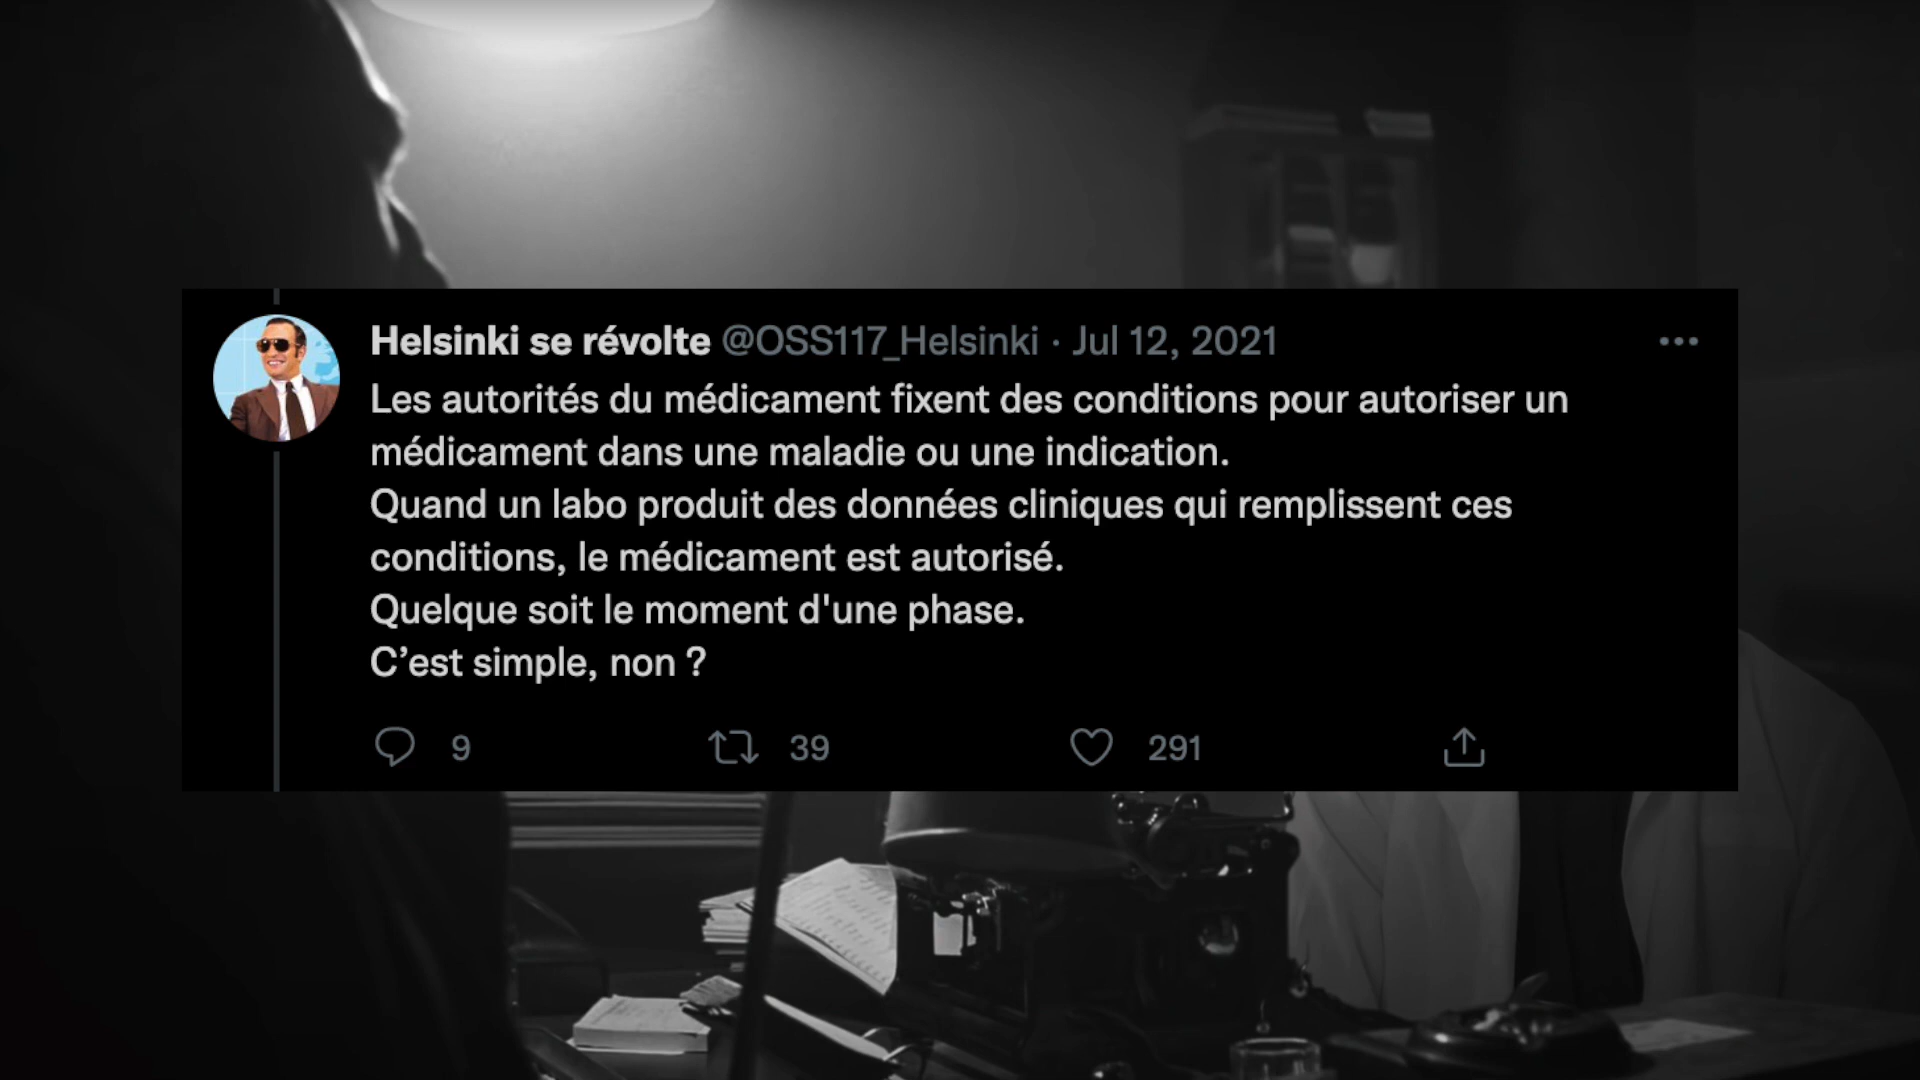 Helsinki se révolte @OSS117_Helsinki · Jul 12, 2021
Les autorités du médicament fixent des conditions pour autoriser un
médicament dans une maladie ou une indication.
Quand un labo produit des données cliniques qui remplissent ces
conditions, le médicament est autorisé.
Quelque soit le moment d'une phase.
C’est simple, non ?
9 39 291